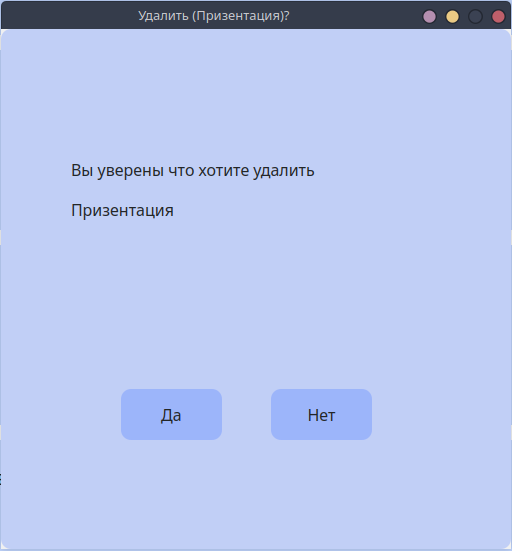 Удалить (Призентация)?
Вы уверены что хотите удалить
Призентация
Да
Нет